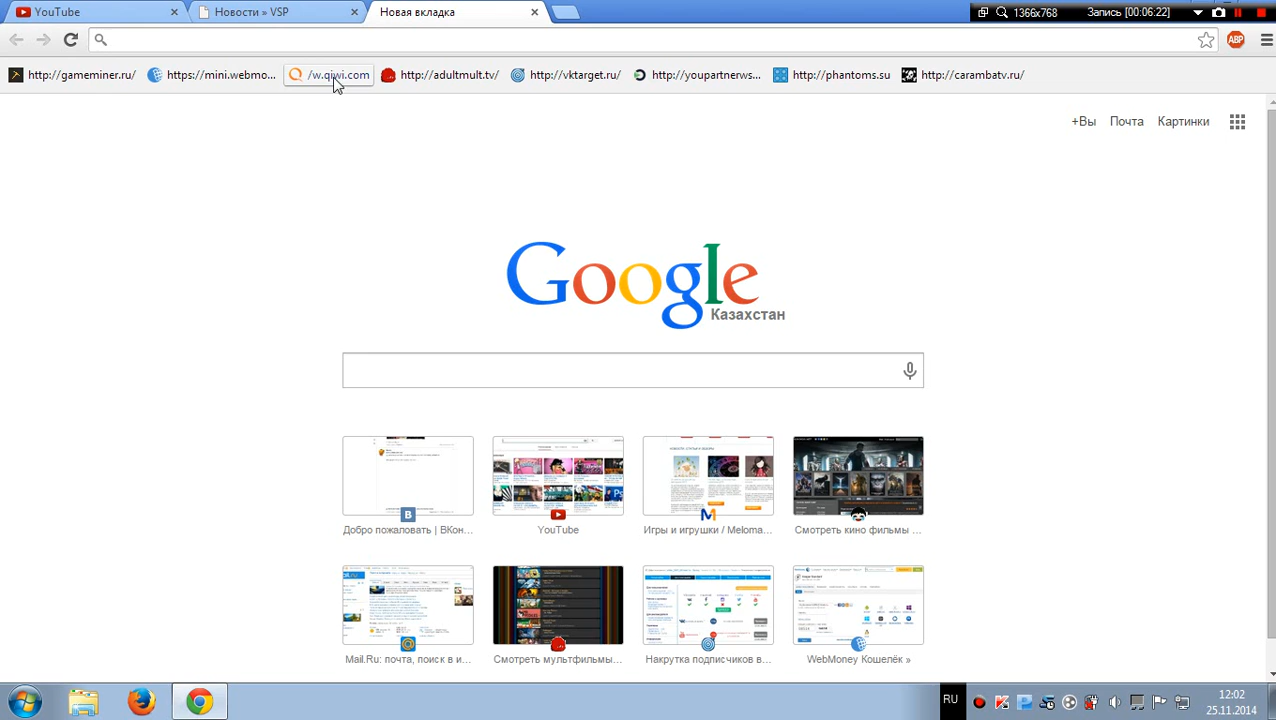 YouTube
Новости » VSP
Новая вкладка
1366x768
Запись [00:06:22]
ABP
http://gameminer.ru/
/w.qiwi.com
http://adultmult.tv/
http://vktarget.ru/
http://youpartnerws...
http://phantoms.su
http://carambatv.ru/
+Вы
Почта
Картинки
Google
Казахстан
Добро пожаловать | ВКон...
YouTube
Игры и игрушки / Meloma...
Смотреть кино фильмы ...
Mail.Ru: почта, поиск в и...
Смотреть мультфильмы...
Накрутка подписчиков в...
WebMoney Кошелёк »
RU
12:02
25.11.2014